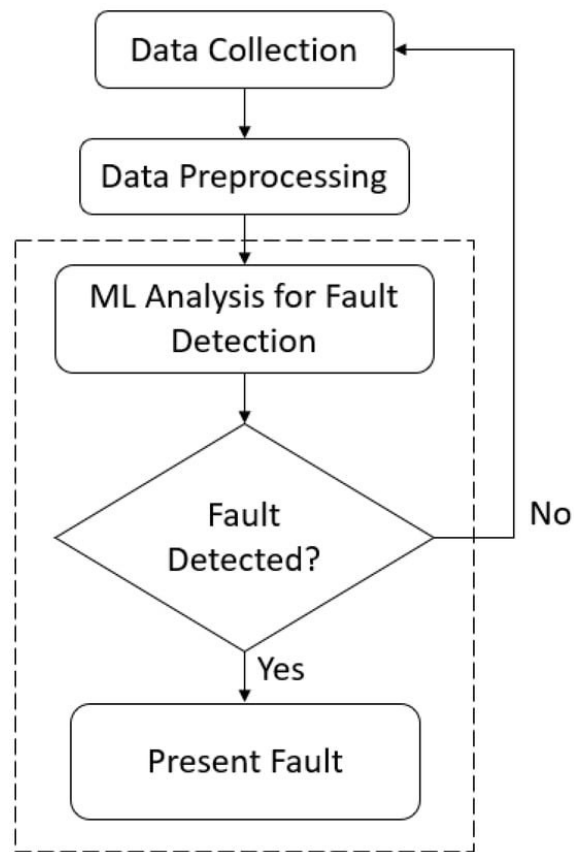 Data Collection
Data Preprocessing
ML Analysis for Fault
Detection
Fault
Detected?
No
Yes
Present Fault